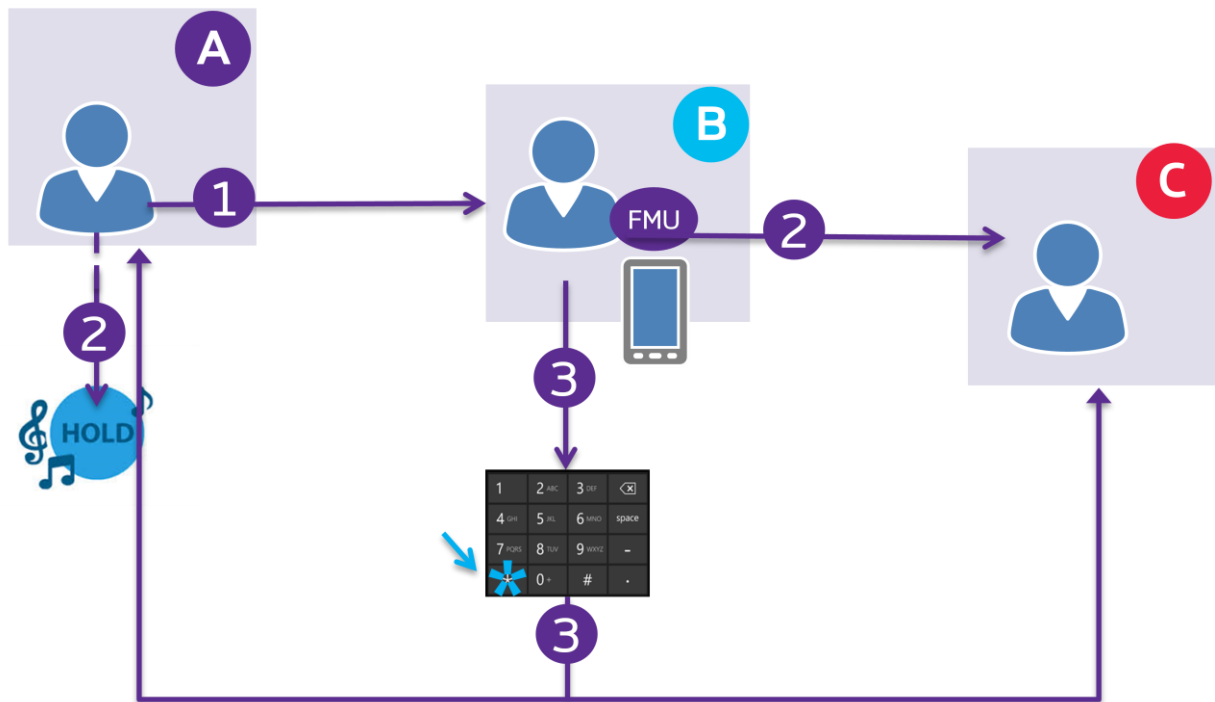 A
B
C
1
FMU
2
2
HOLD
3
1 2 ABC 3 DEF
4 GHI 5 JKL 6 MNO space
7 PQRS 8 TUV 9 WXYZ -
* 0 + # .
3